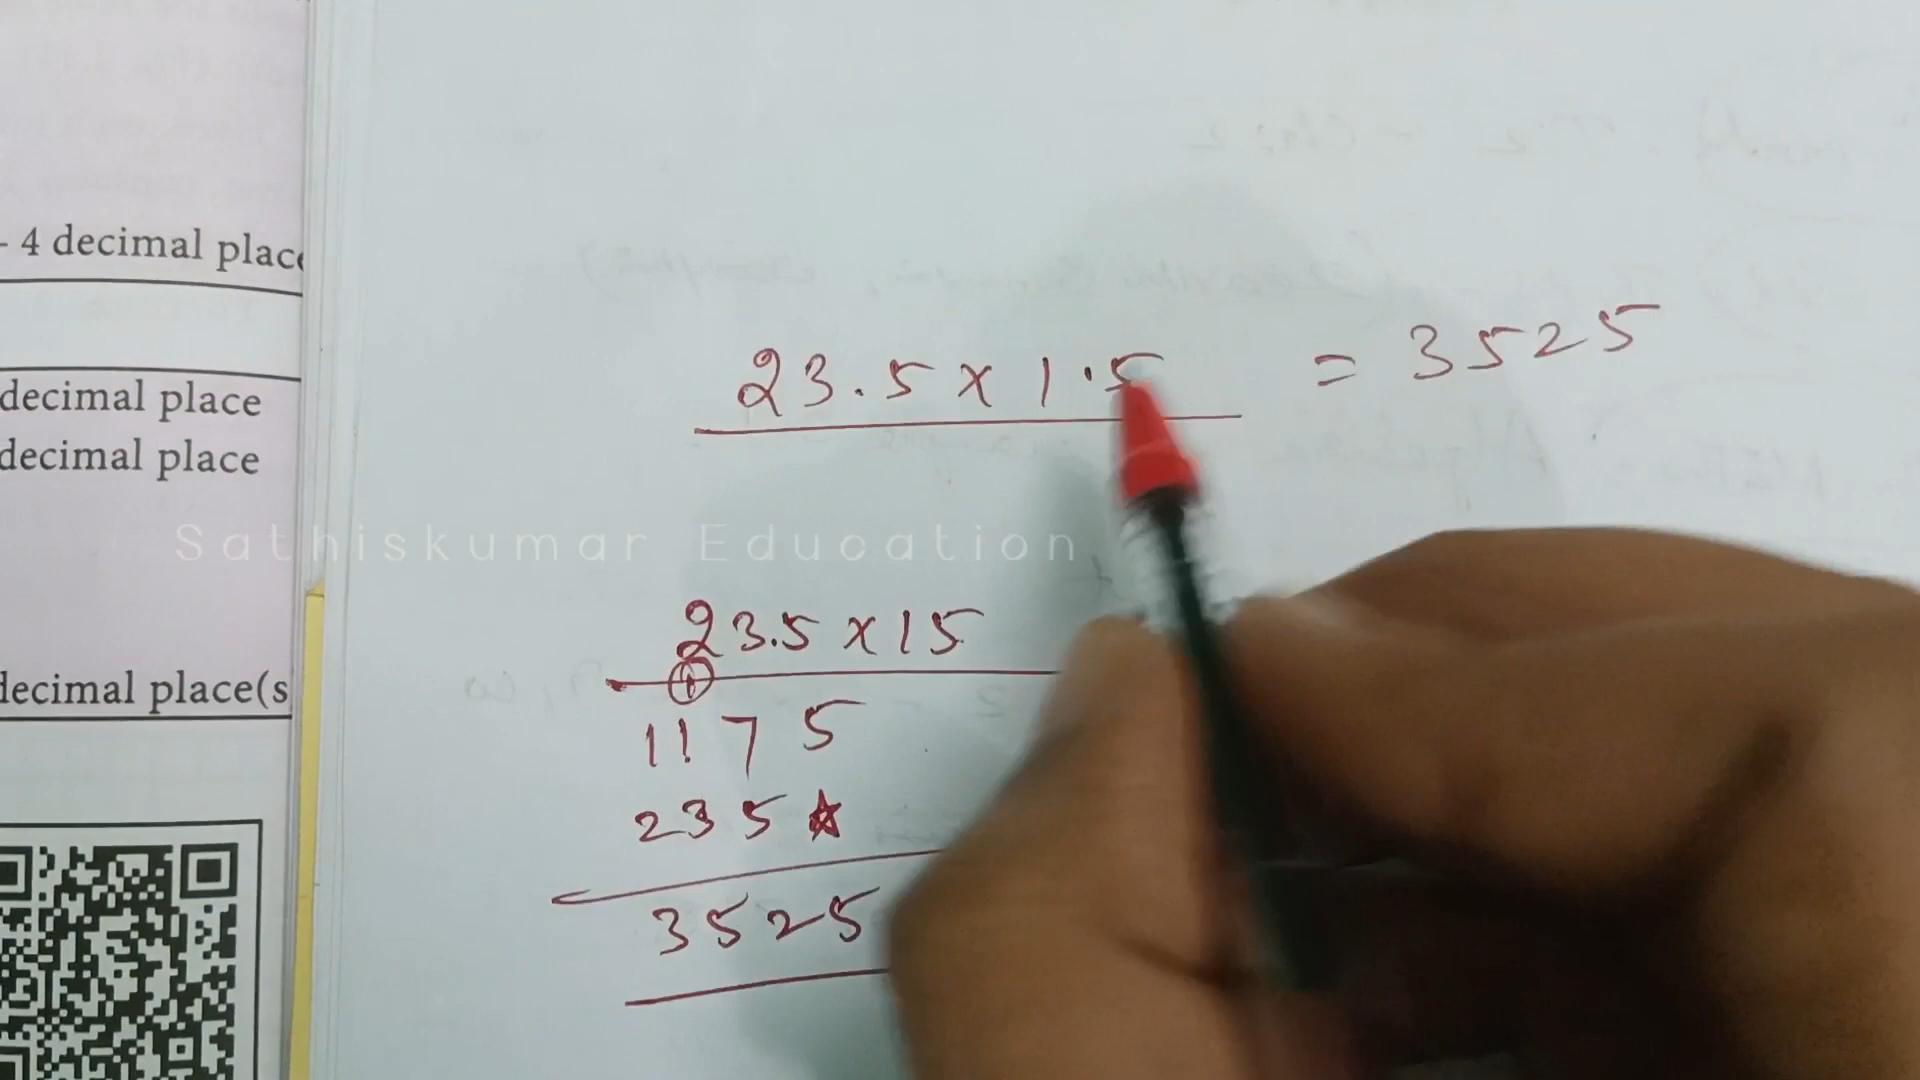 - 4 decimal place
decimal place
decimal place
decimal place(s
23.5 x 1.5 = 3525
Sathiskumar Education
23.5 x 15
1175
235
3525